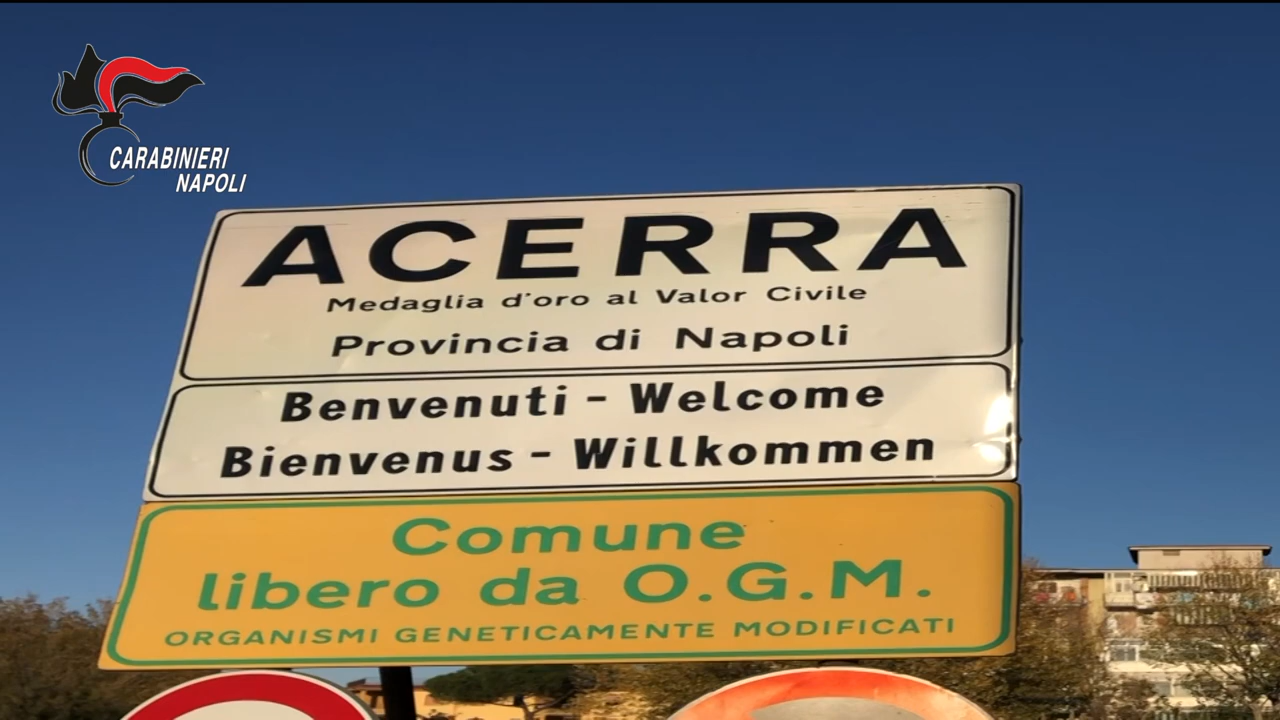 CARABINIERI
NAPOLI
ACERRA
Medaglia d'oro al Valor Civile
Provincia di Napoli
Benvenuti - Welcome
Bienvenus - Willkommen
Comune
libero da O.G.M.
ORGANISMI GENETICAMENTE MODIFICATI